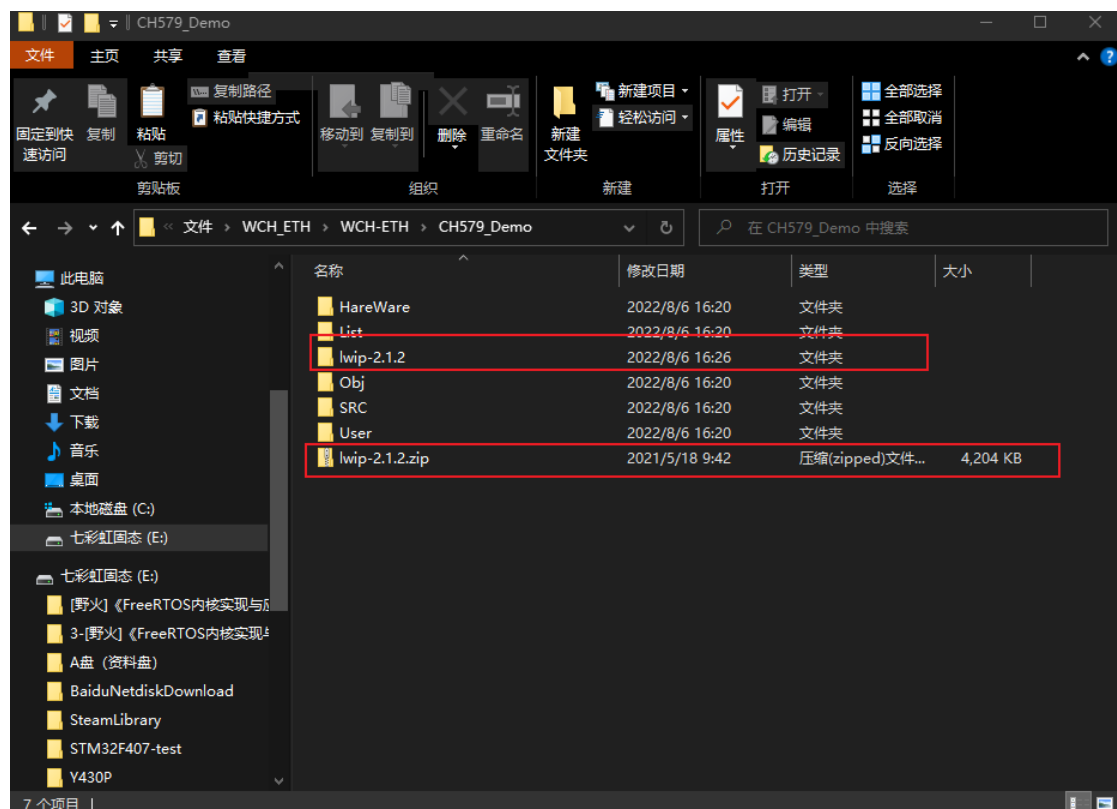 CH579_Demo
文件 主页 共享 查看
固定到快速访问 复制 粘贴 复制路径 粘贴快捷方式 剪切 移动到 复制到 删除 重命名 新建文件夹 新建项目 轻松访问 属性 打开 编辑 历史记录 全部选择 全部取消 反向选择
剪贴板 组织 新建 打开 选择
« 文件 › WCH_ETH › WCH-ETH › CH579_Demo 在 CH579_Demo 中搜索
名称 修改日期 类型 大小
此电脑
3D 对象
视频
图片
文档
下载
音乐
桌面
本地磁盘 (C:)
七彩虹固态 (E:)
七彩虹固态 (E:)
[野火]《FreeRTOS内核实现与
3-[野火]《FreeRTOS内核实现
A盘（资料盘）
BaiduNetdiskDownload
SteamLibrary
STM32F407-test
Y430P
HareWare 2022/8/6 16:20 文件夹
List 2022/8/6 16:20 文件夹
lwip-2.1.2 2022/8/6 16:26 文件夹
Obj 2022/8/6 16:20 文件夹
SRC 2022/8/6 16:20 文件夹
User 2022/8/6 16:20 文件夹
lwip-2.1.2.zip 2021/5/18 9:42 压缩(zipped)文件... 4,204 KB
7 个项目